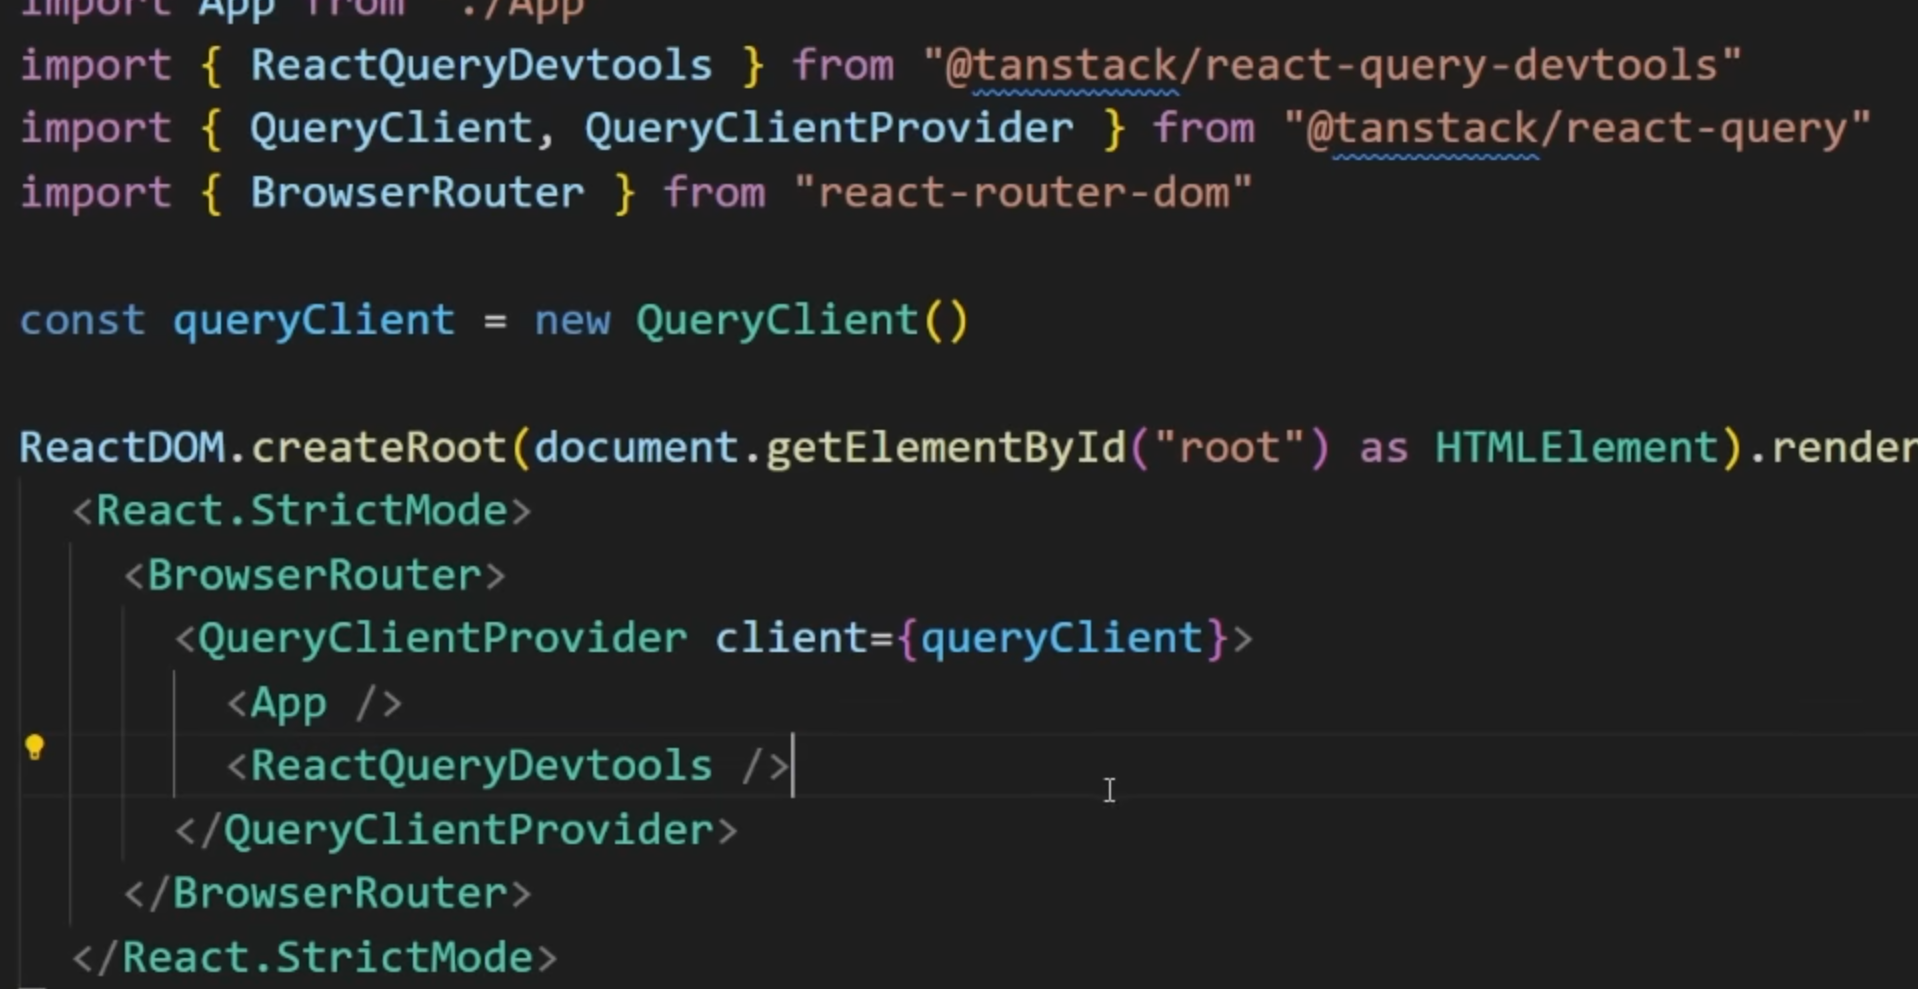 import App from "./App
import { ReactQueryDevtools } from "@tanstack/react-query-devtools"
import { QueryClient, QueryClientProvider } from "@tanstack/react-query"
import { BrowserRouter } from "react-router-dom"
const queryClient = new QueryClient()
ReactDOM.createRoot(document.getElementById("root") as HTMLElement).render
<React.StrictMode>
<BrowserRouter>
<QueryClientProvider client={queryClient}>
<App />
<ReactQueryDevtools />
</QueryClientProvider>
</BrowserRouter>
</React.StrictMode>